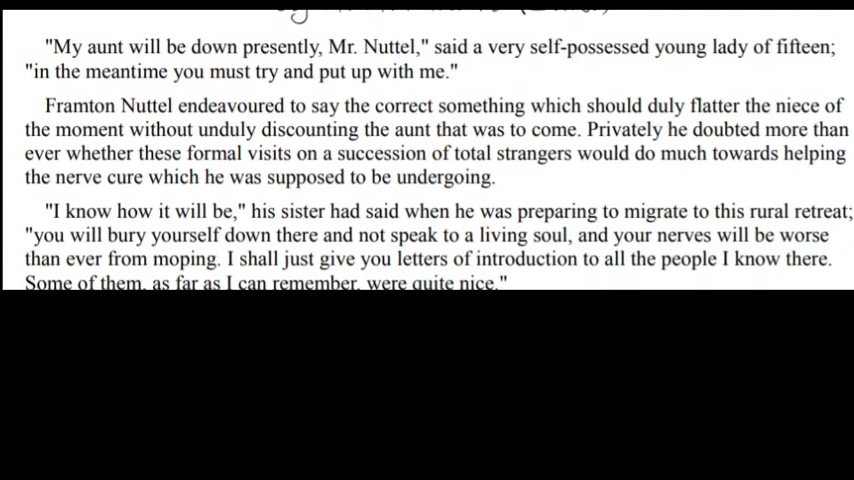 "My aunt will be down presently, Mr. Nuttel," said a very self-possessed young lady of fifteen;
"in the meantime you must try and put up with me."
Framton Nuttel endeavoured to say the correct something which should duly flatter the niece of
the moment without unduly discounting the aunt that was to come. Privately he doubted more than
ever whether these formal visits on a succession of total strangers would do much towards helping
the nerve cure which he was supposed to be undergoing.
"I know how it will be," his sister had said when he was preparing to migrate to this rural retreat;
"you will bury yourself down there and not speak to a living soul, and your nerves will be worse
than ever from moping. I shall just give you letters of introduction to all the people I know there.
Some of them, as far as I can remember, were quite nice."